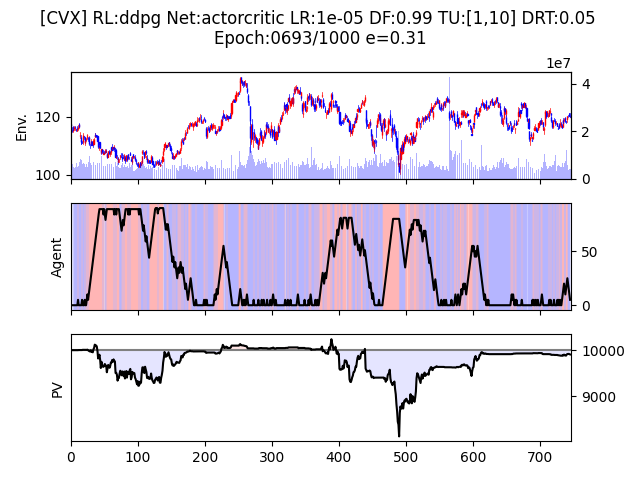 [CVX] RL:ddpg Net:actorcritic LR:1e-05 DF:0.99 TU:[1,10] DRT:0.05
Epoch:0693/1000 e=0.31
1e7
Env.
120
100
4
2
0
Agent
50
0
PV
10000
9000
0 100 200 300 400 500 600 700